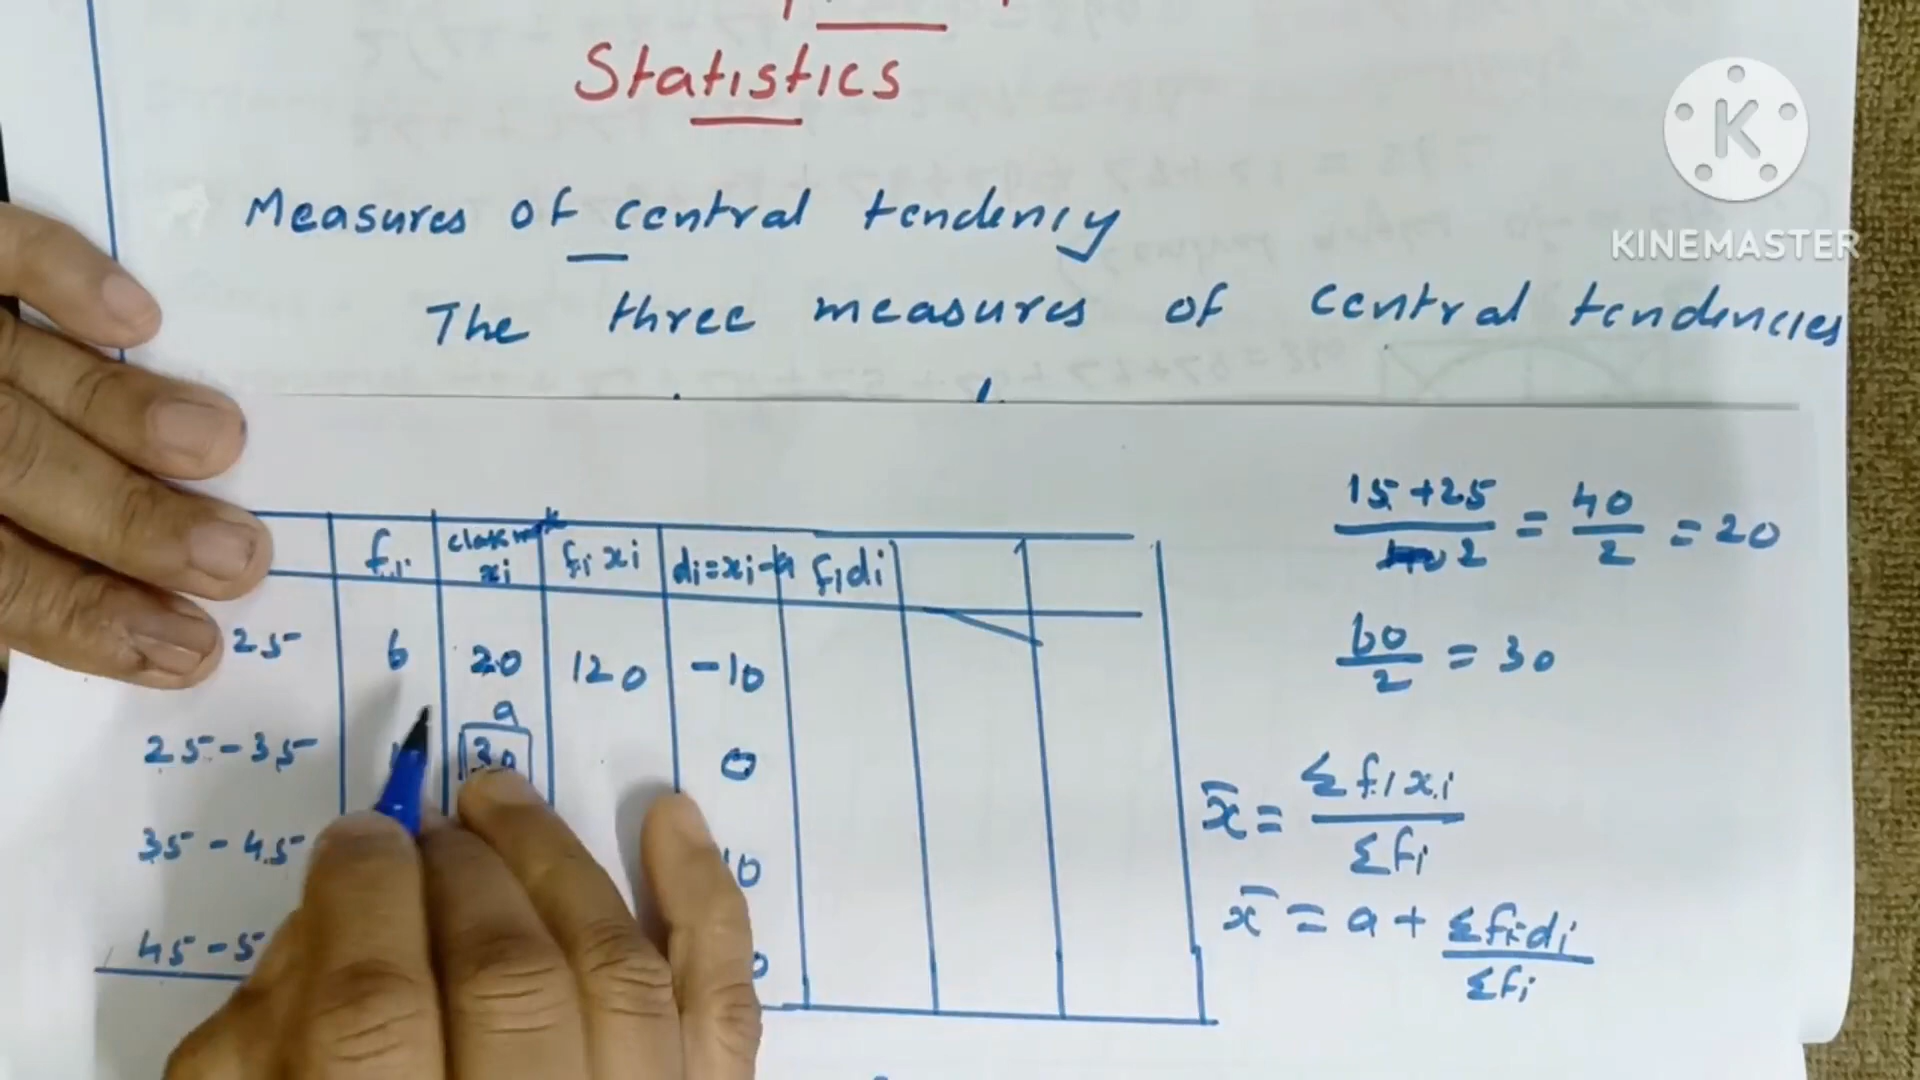 Statistics
Measures of central tendency
The three measures of central tendencies
K
KINEMASTER
fi class mark xi fi xi di=xi-a fidi
25 6 20 120 -10
a
25-35 30 0
35-45 10
45-5 0
15+25/2 = 40/2 = 20
60/2 = 30
x̄ = Σfixi/Σfi
x̄ = a + Σfidi/Σfi